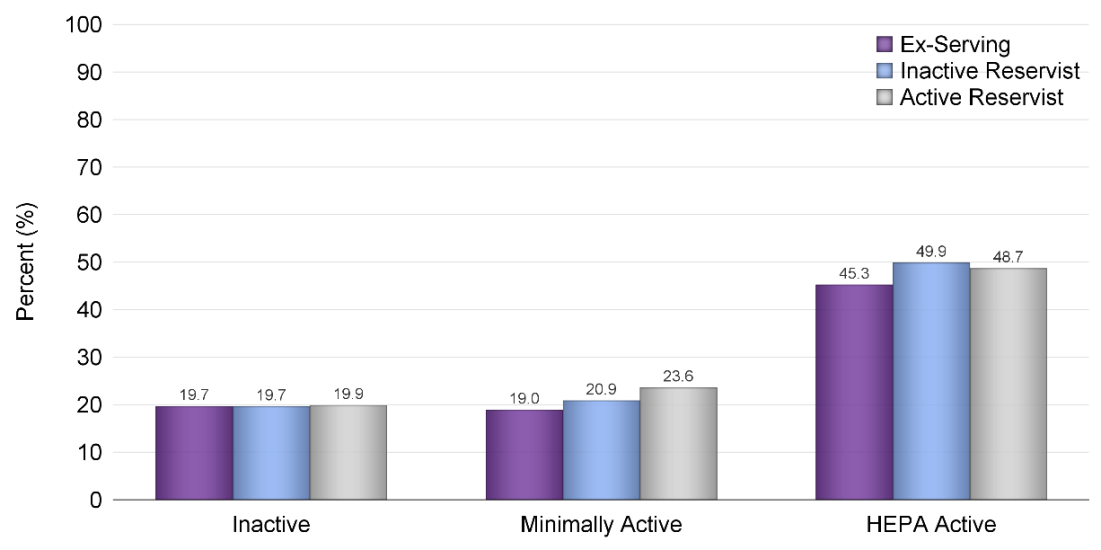 100
90
80
70
60
50
40
30
20
10
0
Percent (%)
Ex-Serving
Inactive Reservist
Active Reservist
19.7
19.7
19.9
19.0
20.9
23.6
45.3
49.9
48.7
Inactive
Minimally Active
HEPA Active